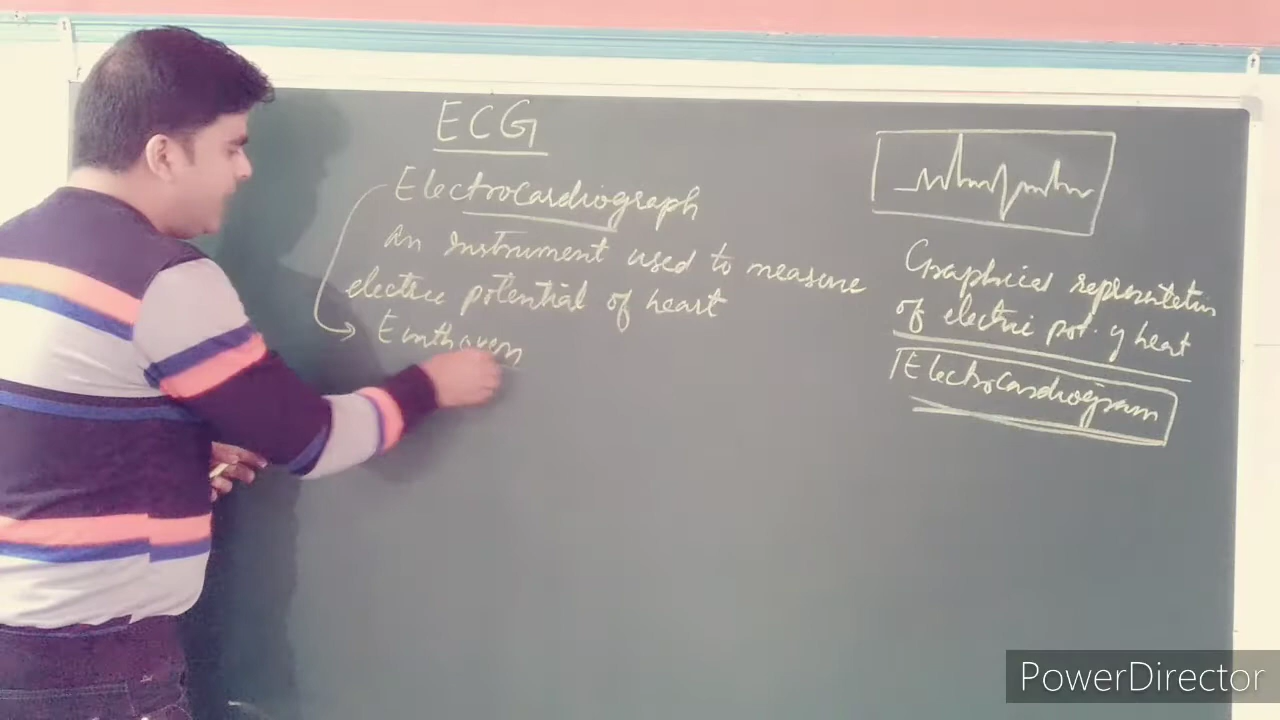 ECG
Electrocardiograph
An instrument used to measure
electric potential of heart
Einthoven
Graphical representation
of electric pot. of heart
Electrocardiogram
PowerDirector